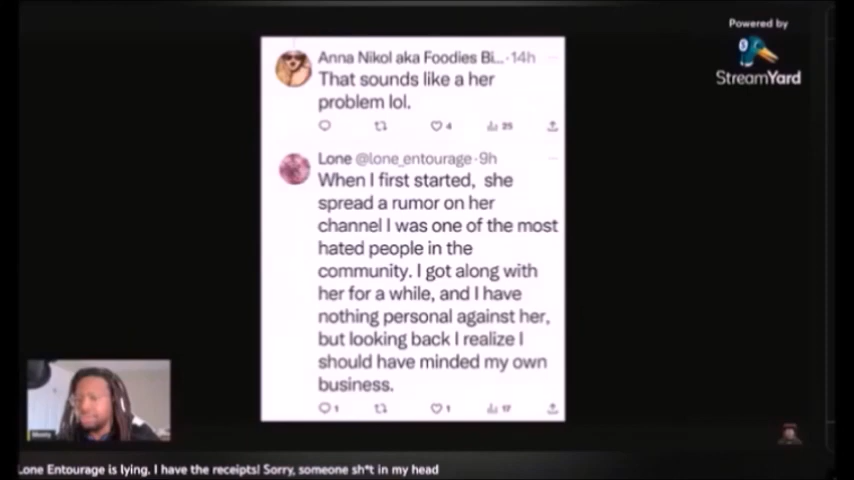 Powered by
StreamYard
Anna Nikol aka Foodies Bi... · 14h
That sounds like a her
problem lol.
4
25
Lone @lone_entourage · 9h
When I first started, she
spread a rumor on her
channel I was one of the most
hated people in the
community. I got along with
her for a while, and I have
nothing personal against her,
but looking back I realize I
should have minded my own
business.
1
1
17
Lone Entourage is lying. I have the receipts! Sorry, someone sh*t in my head